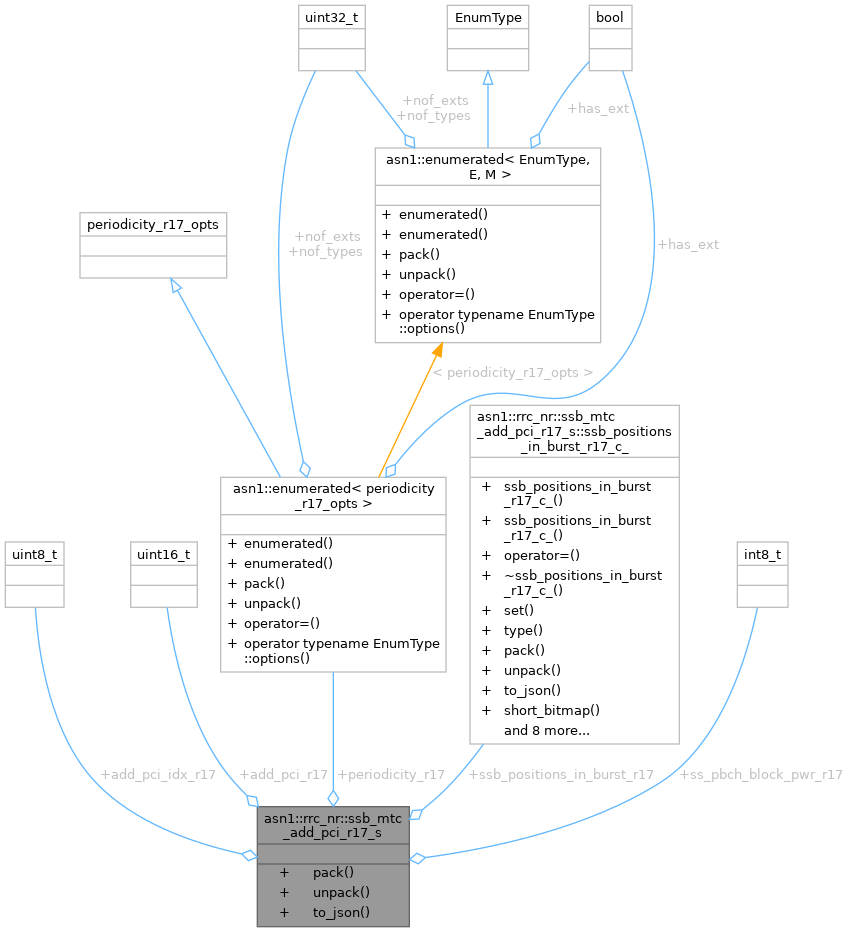 uint32_t
EnumType
bool
+nof_exts
+nof_types
+has_ext
asn1::enumerated< EnumType,
E, M >
+ enumerated()
+ enumerated()
+ pack()
+ unpack()
+ operator=()
+ operator typename EnumType
::options()
periodicity_r17_opts
+nof_exts
+nof_types
+has_ext
< periodicity_r17_opts >
asn1::rrc_nr::ssb_mtc
_add_pci_r17_s::ssb_positions
_in_burst_r17_c_
+ ssb_positions_in_burst
_r17_c_()
+ ssb_positions_in_burst
_r17_c_()
+ operator=()
+ ~ssb_positions_in_burst
_r17_c_()
+ set()
+ type()
+ pack()
+ unpack()
+ to_json()
+ short_bitmap()
and 8 more...
asn1::enumerated< periodicity
_r17_opts >
+ enumerated()
+ enumerated()
+ pack()
+ unpack()
+ operator=()
+ operator typename EnumType
::options()
uint8_t
uint16_t
int8_t
+add_pci_idx_r17
+add_pci_r17
+periodicity_r17
+ssb_positions_in_burst_r17
+ss_pbch_block_pwr_r17
asn1::rrc_nr::ssb_mtc
_add_pci_r17_s
+ pack()
+ unpack()
+ to_json()